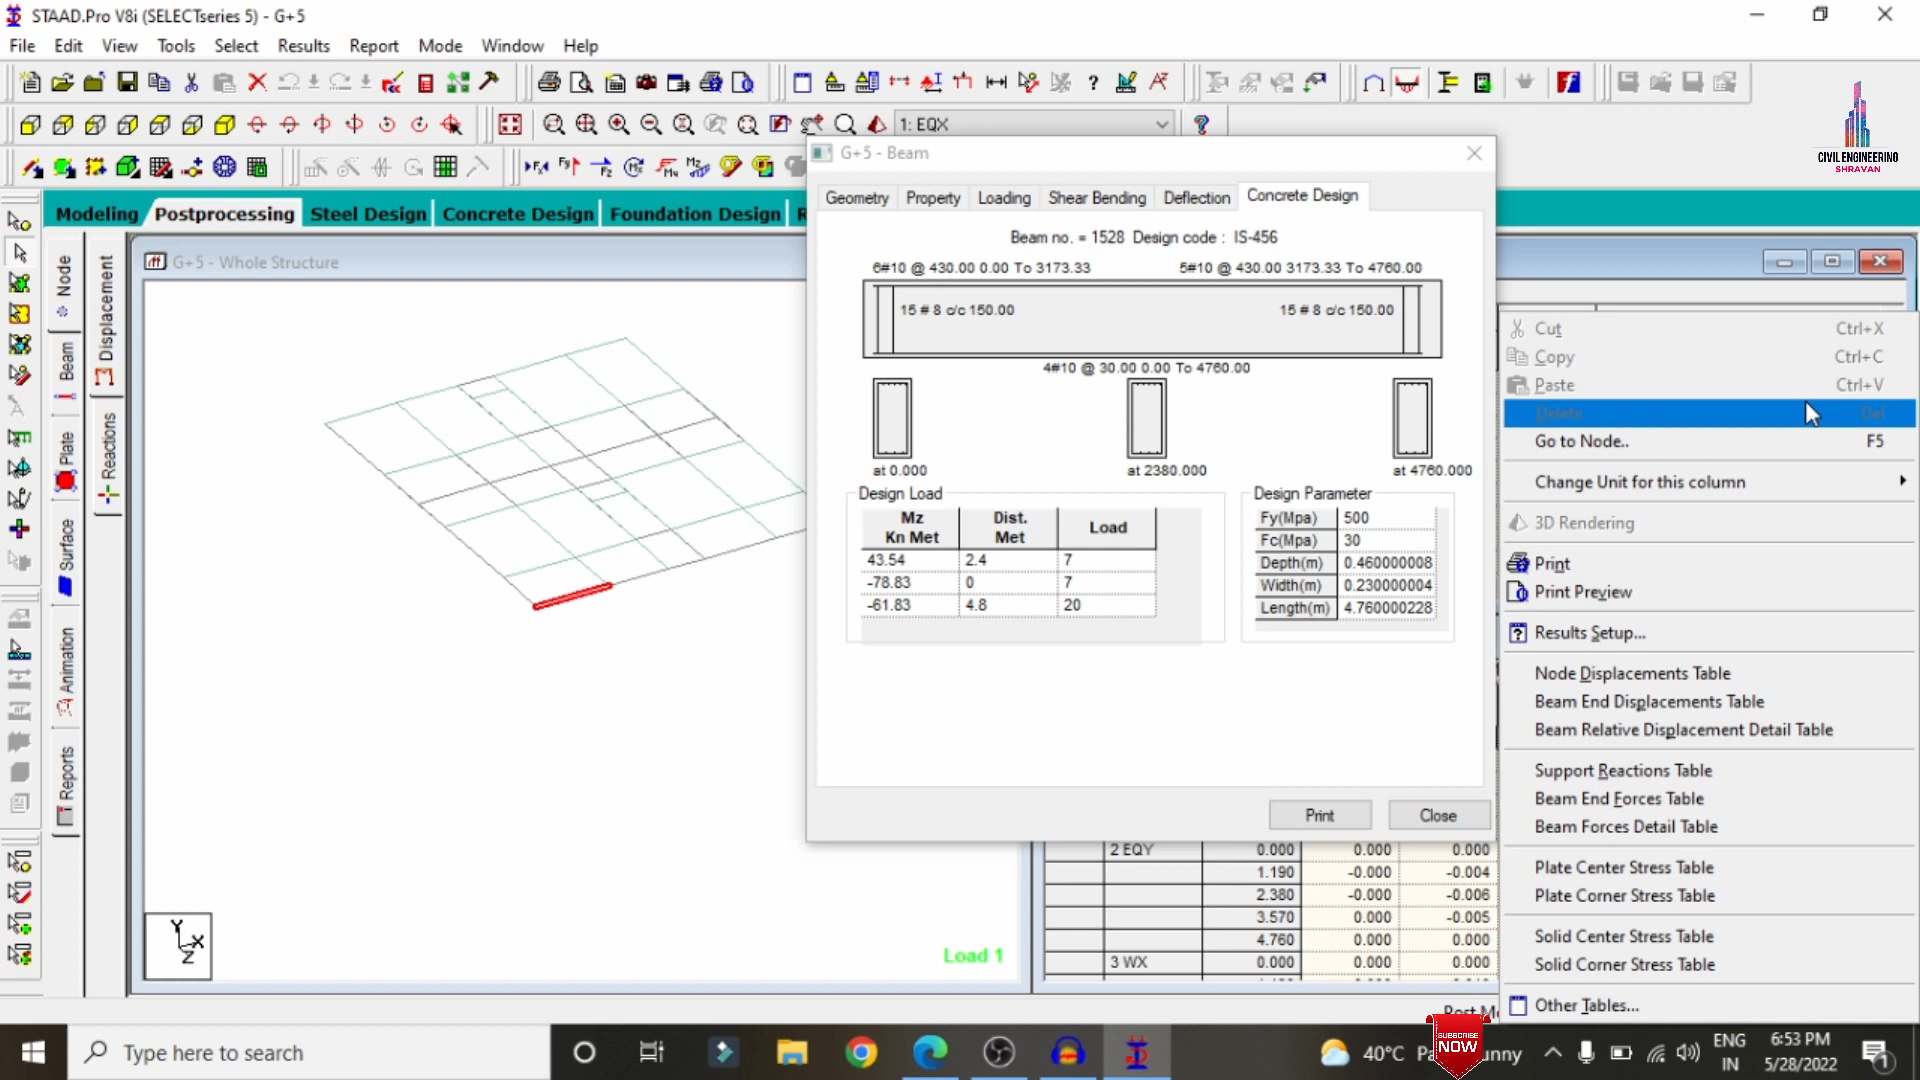 STAAD.Pro V8i (SELECTseries 5) - G+5
File Edit View Tools Select Results Report Mode Window Help
1: EQX
CIVIL ENGINEERING
SHRAVAN
Modeling Postprocessing Steel Design Concrete Design Foundation Design
G+5 - Whole Structure
Node
Beam
Plate
Surface
Animation
Reports
Displacement
Reactions
Y
X
Z
Load 1
G+5 - Beam
Geometry Property Loading Shear Bending Deflection Concrete Design
Beam no. = 1528 Design code : IS-456
6#10 @ 430.00 0.00 To 3173.33 5#10 @ 430.00 3173.33 To 4760.00
15 # 8 c/c 150.00 15 # 8 c/c 150.00
4#10 @ 30.00 0.00 To 4760.00
at 0.000 at 2380.000 at 4760.000
Design Load
Mz Kn Met Dist. Met Load
43.54 2.4 7
-78.83 0 7
-61.83 4.8 20
Design Parameter
Fy(Mpa) 500
Fc(Mpa) 30
Depth(m) 0.460000008
Width(m) 0.230000004
Length(m) 4.760000228
Print Close
2 EQY 0.000 0.000 0.000
1.190 -0.000 -0.004
2.380 -0.000 -0.006
3.570 0.000 -0.005
4.760 0.000 0.000
3 WX 0.000 0.000 0.000
Cut Ctrl+X
Copy Ctrl+C
Paste Ctrl+V
Delete Del
Go to Node.. F5
Change Unit for this column
3D Rendering
Print
Print Preview
Results Setup...
Node Displacements Table
Beam End Displacements Table
Beam Relative Displacement Detail Table
Support Reactions Table
Beam End Forces Table
Beam Forces Detail Table
Plate Center Stress Table
Plate Corner Stress Table
Solid Center Stress Table
Solid Corner Stress Table
Other Tables...
SUBSCRIBE
NOW
Type here to search
40°C
ENG
IN
6:53 PM
5/28/2022
1